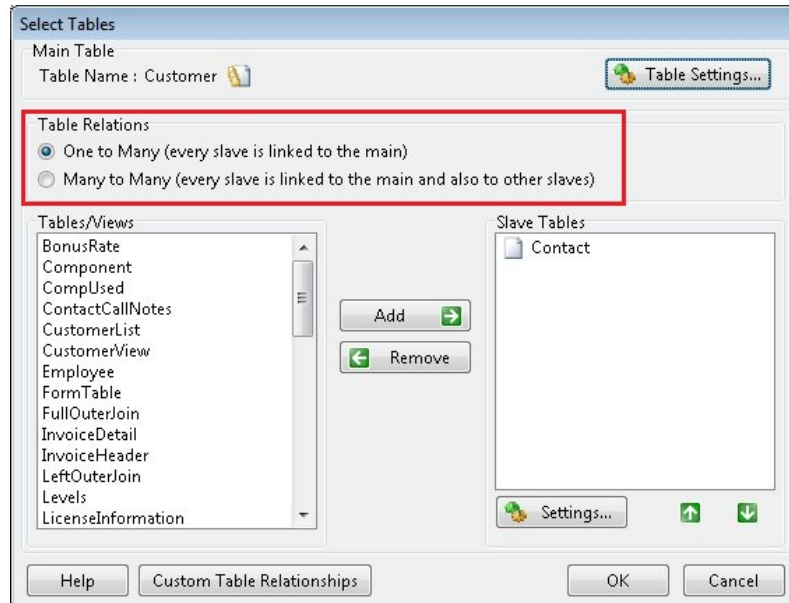 Select Tables
Main Table
Table Name : Customer
Table Settings...
Table Relations
One to Many (every slave is linked to the main)
Many to Many (every slave is linked to the main and also to other slaves)
Tables/Views
BonusRate
Component
CompUsed
ContactCallNotes
CustomerList
CustomerView
Employee
FormTable
FullOuterJoin
InvoiceDetail
InvoiceHeader
LeftOuterJoin
Levels
LicenseInformation
Add
Remove
Slave Tables
Contact
Settings...
Help
Custom Table Relationships
OK
Cancel